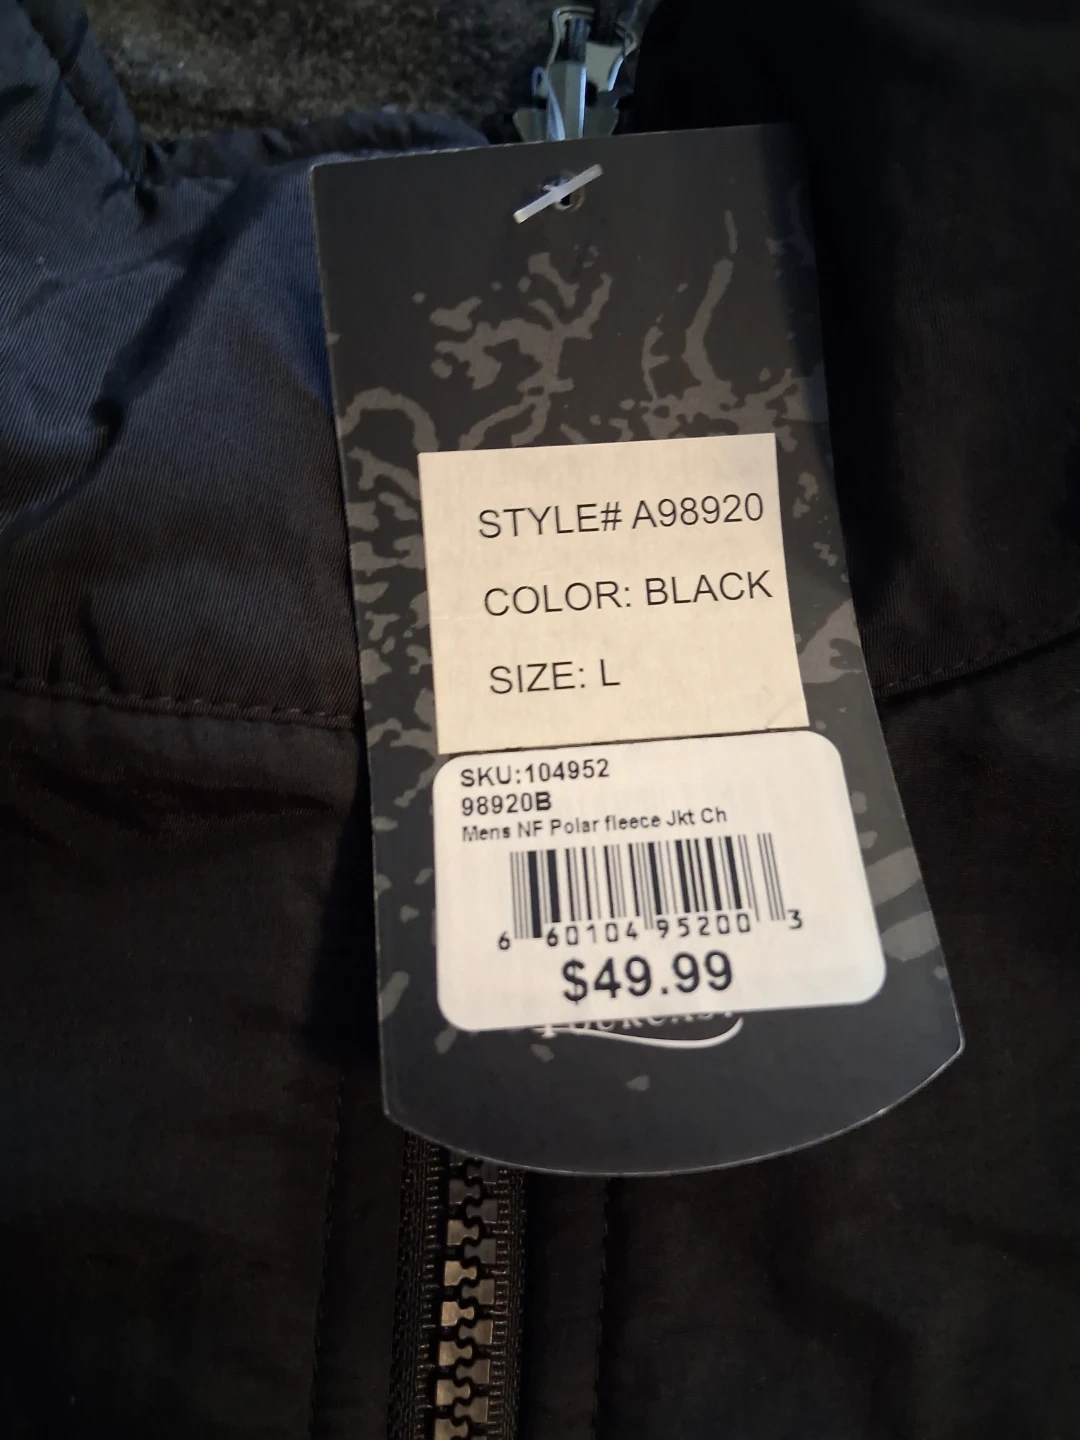 STYLE# A98920
COLOR: BLACK
SIZE: L
SKU:104952
98920B
Mens NF Polar fleece Jkt Ch
6 60104 95200 3
$49.99